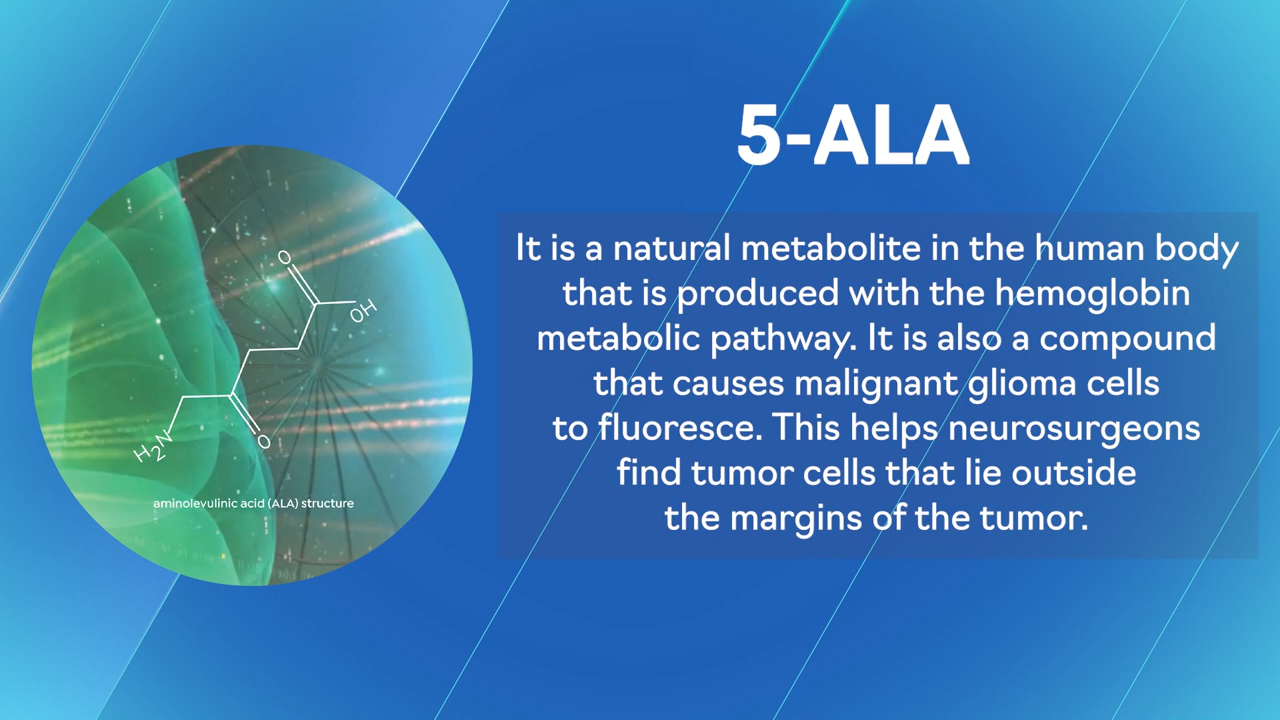 5-ALA
It is a natural metabolite in the human body
that is produced with the hemoglobin
metabolic pathway. It is also a compound
that causes malignant glioma cells
to fluoresce. This helps neurosurgeons
find tumor cells that lie outside
the margins of the tumor.
O
OH
O
H2N
aminolevulinic acid (ALA) structure